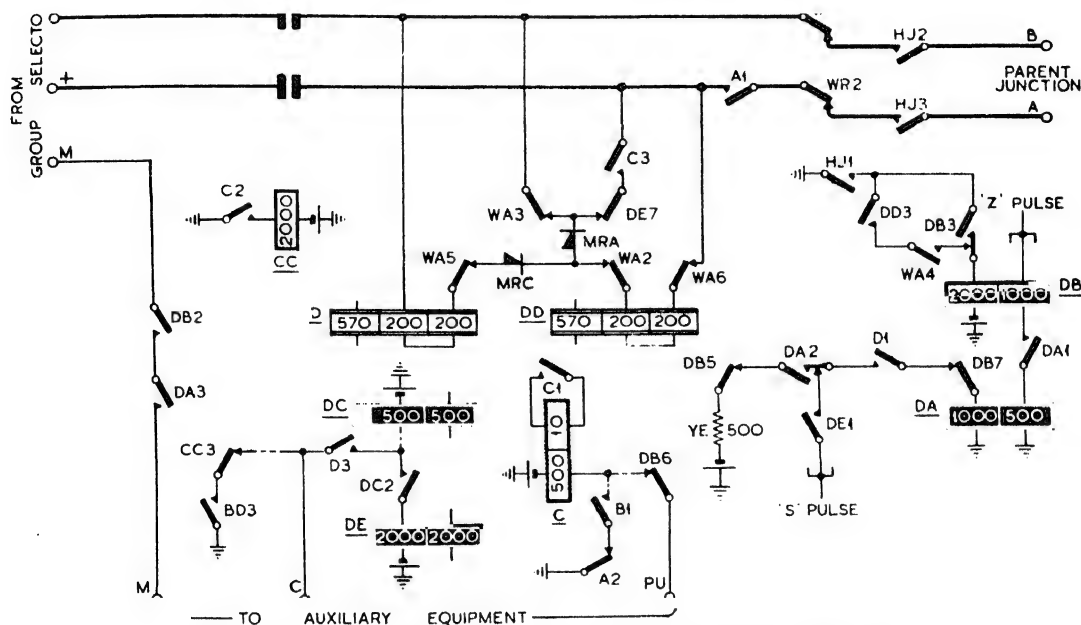 FROM SELECTO
GROUP
+
M
HJ2
B
PARENT
JUNCTION
A1
WR2
HJ3
A
C3
C2
2000
CC
WA3
DE7
MRA
WA5
MRC
WA2
WA6
HJ1
DD3
DB3
WA4
'Z' PULSE
2000 1000
DB
D
570 200 200
DD
570 200 200
DB2
DA3
DC
500 500
C1
10
500
C
DB5
DA2
D1
DB7
DA1
DA
1000 500
YE 500
DE1
'S' PULSE
CC3
D3
DC2
BD3
DE
2000 2000
DB6
B1
A2
M
C
PU
TO AUXILIARY EQUIPMENT